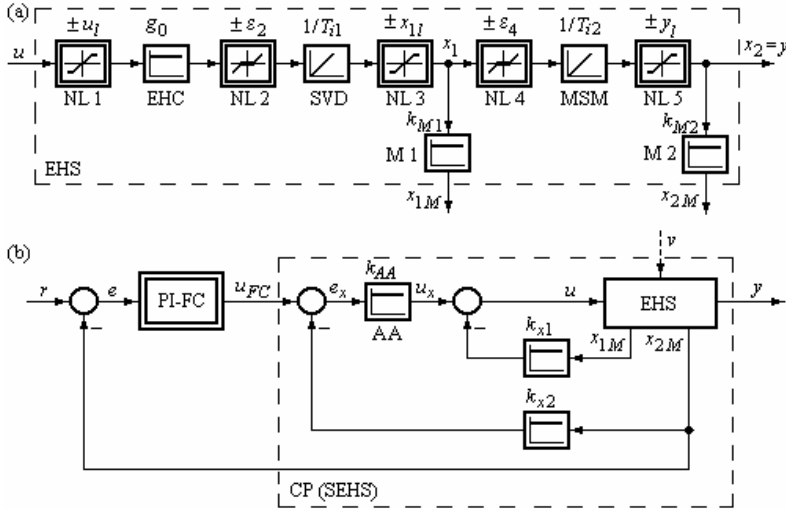 (a)
± u_l g_0 ± ε_2 1/T_i1 ± x_1l x_1 ± ε_4 1/T_i2 ± y_l
u x_2=y
NL 1 EHC NL 2 SVD NL 3 NL 4 MSM NL 5
k_M1 k_M2
M 1 M 2
EHS
x_1M x_2M
(b)
v
r e PI-FC u_FC e_x k_AA u_x u EHS y
− − −
AA
x_1M x_2M
k_x1
k_x2
−
CP (SEHS)